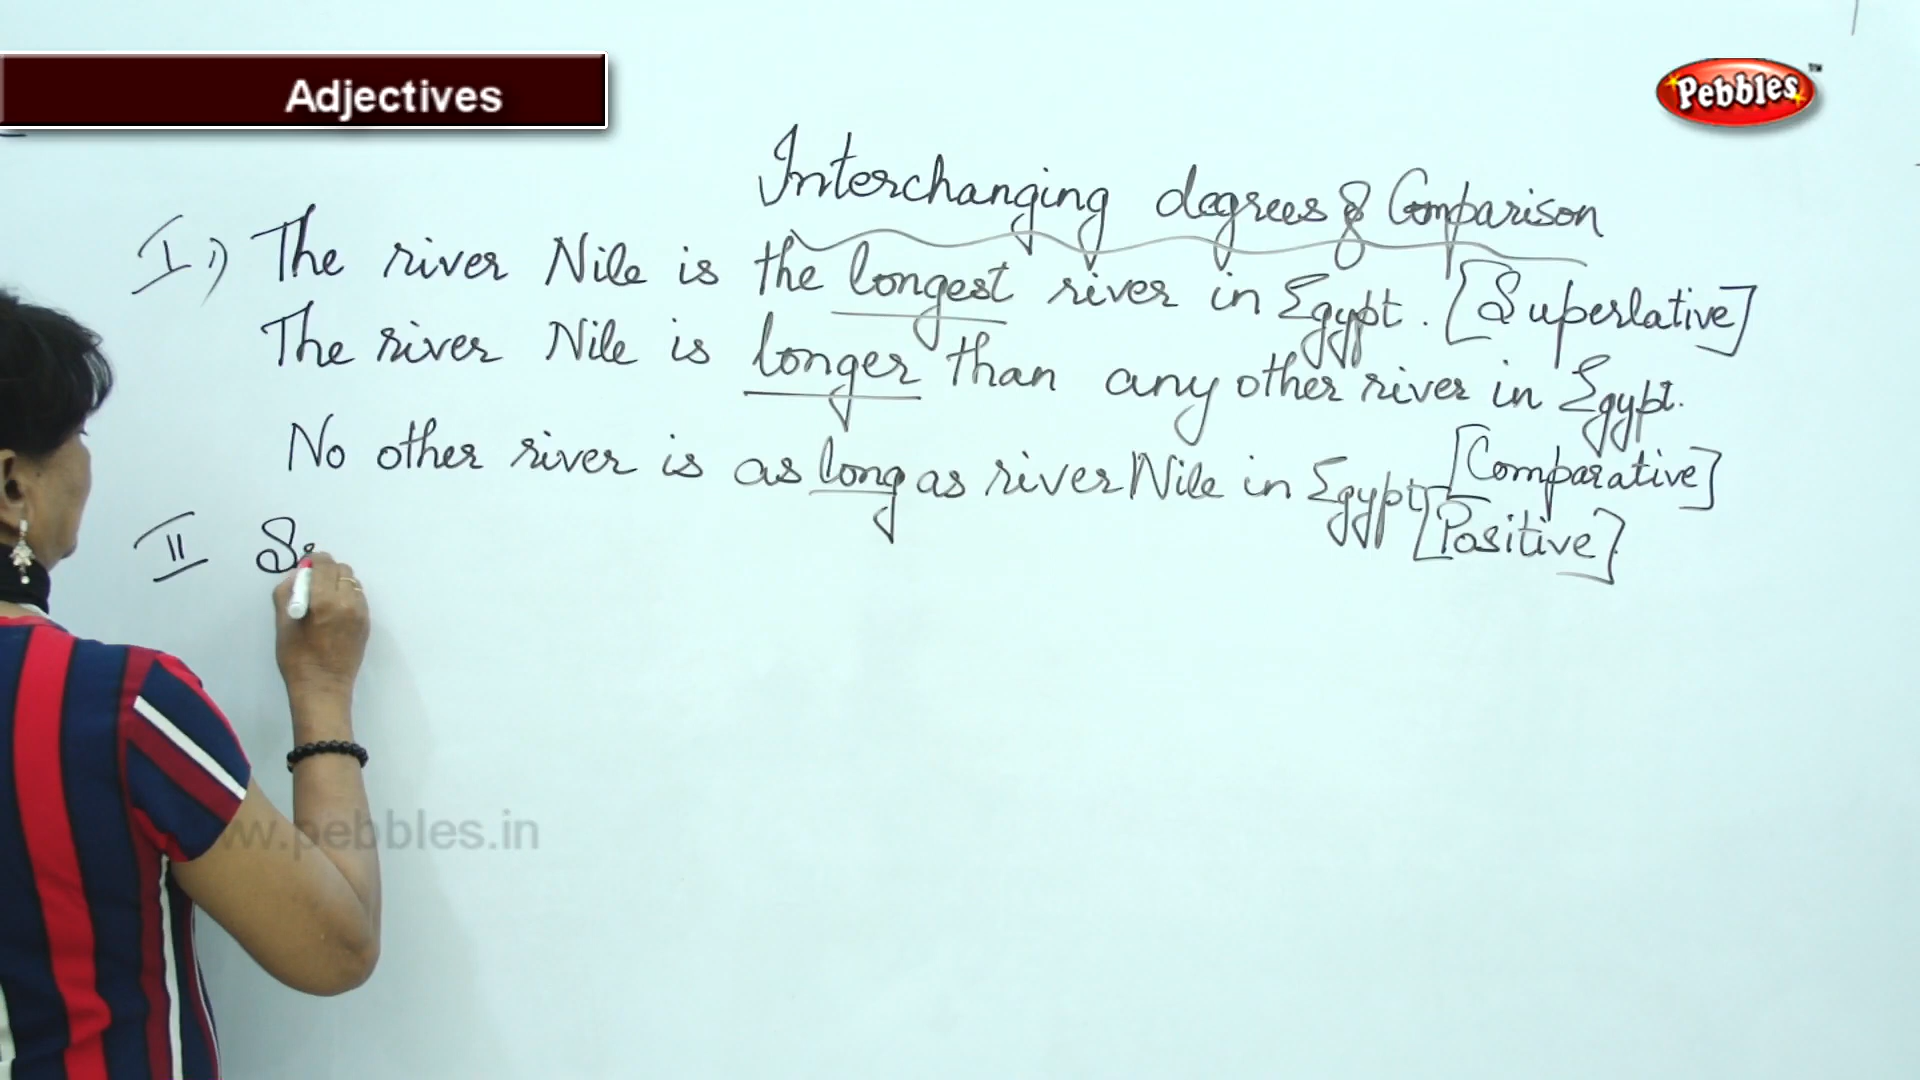 Adjectives
Pebbles™
Interchanging degrees of Comparison
I 1) The river Nile is the longest river in Egypt. [Superlative]
The river Nile is longer than any other river in Egypt.
[Comparative]
No other river is as long as river Nile in Egypt [Positive]
II
www.pebbles.in